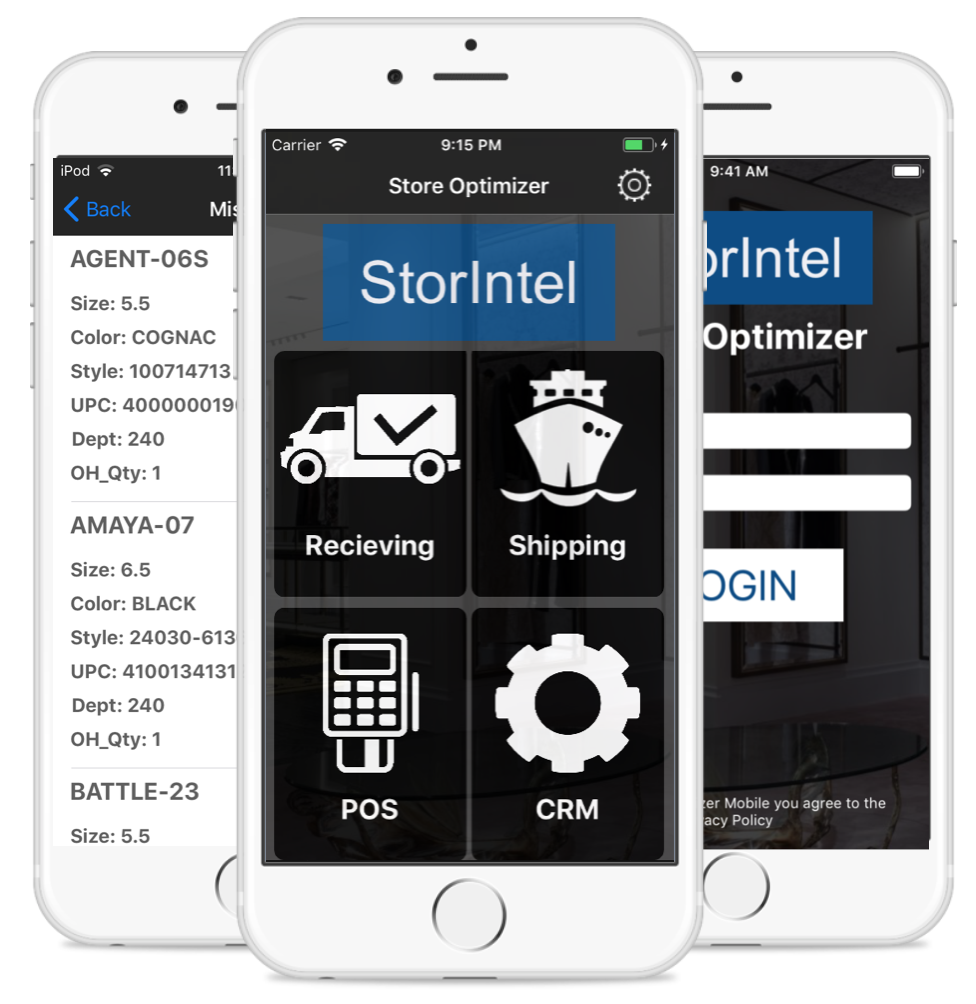 iPod
11
Back
Mis
AGENT-06S
Size: 5.5
Color: COGNAC
Style: 100714713
UPC: 400000019
Dept: 240
OH_Qty: 1
AMAYA-07
Size: 6.5
Color: BLACK
Style: 24030-613
UPC: 4100134131
Dept: 240
OH_Qty: 1
BATTLE-23
Size: 5.5
Carrier 9:15 PM
Store Optimizer
StorIntel
Recieving
Shipping
POS
CRM
9:41 AM
orIntel
Optimizer
OGIN
zer Mobile you agree to the
acy Policy